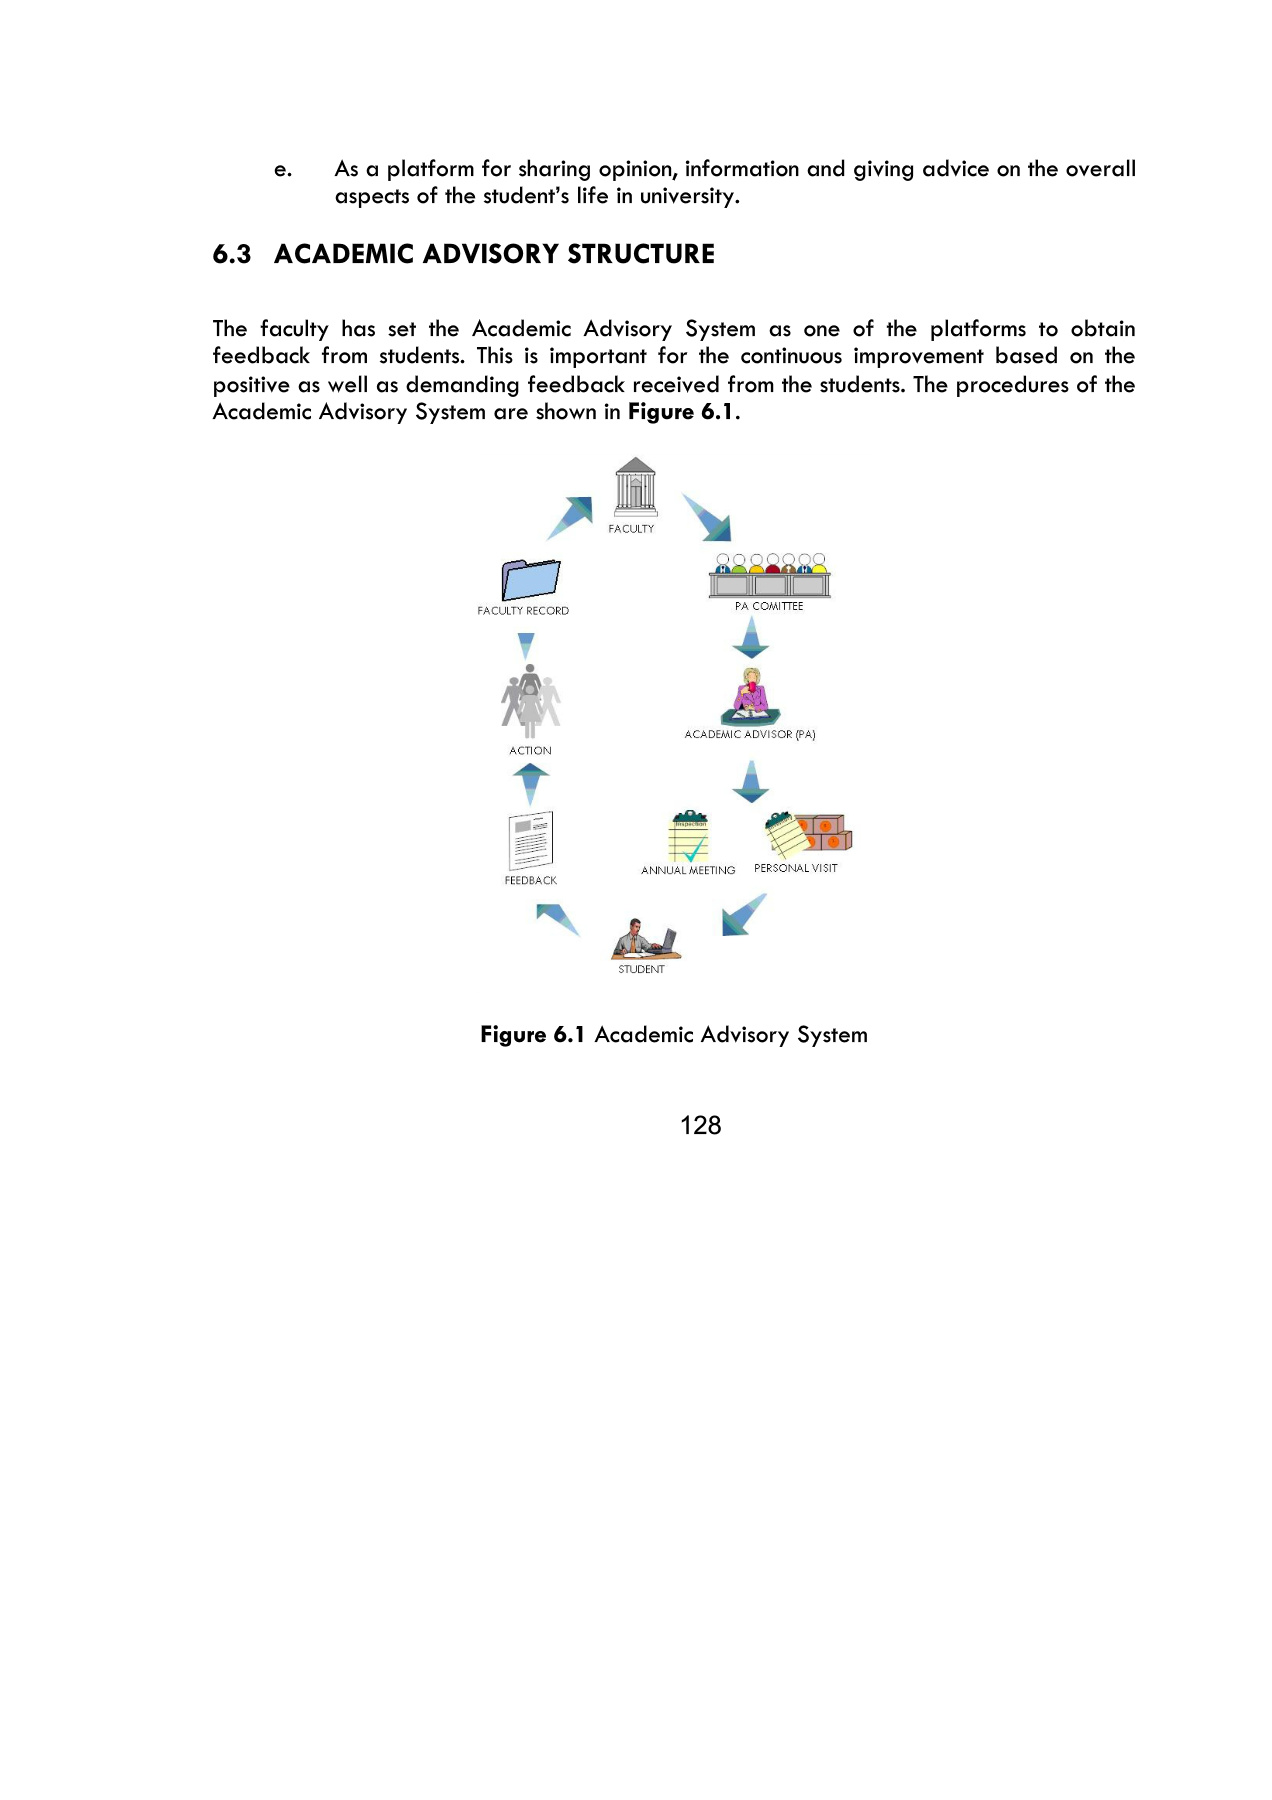 e. As a platform for sharing opinion, information and giving advice on the overall
aspects of the student's life in university.
6.3 ACADEMIC ADVISORY STRUCTURE
The faculty has set the Academic Advisory System as one of the platforms to obtain
feedback from students. This is important for the continuous improvement based on the
positive as well as demanding feedback received from the students. The procedures of the
Academic Advisory System are shown in Figure 6.1.
FACULTY
PA COMITTEE
FACULTY RECORD
ACADEMIC ADVISOR (PA)
ACTION
Inspection
ANNUAL MEETING
PERSONAL VISIT
FEEDBACK
STUDENT
Figure 6.1 Academic Advisory System
128